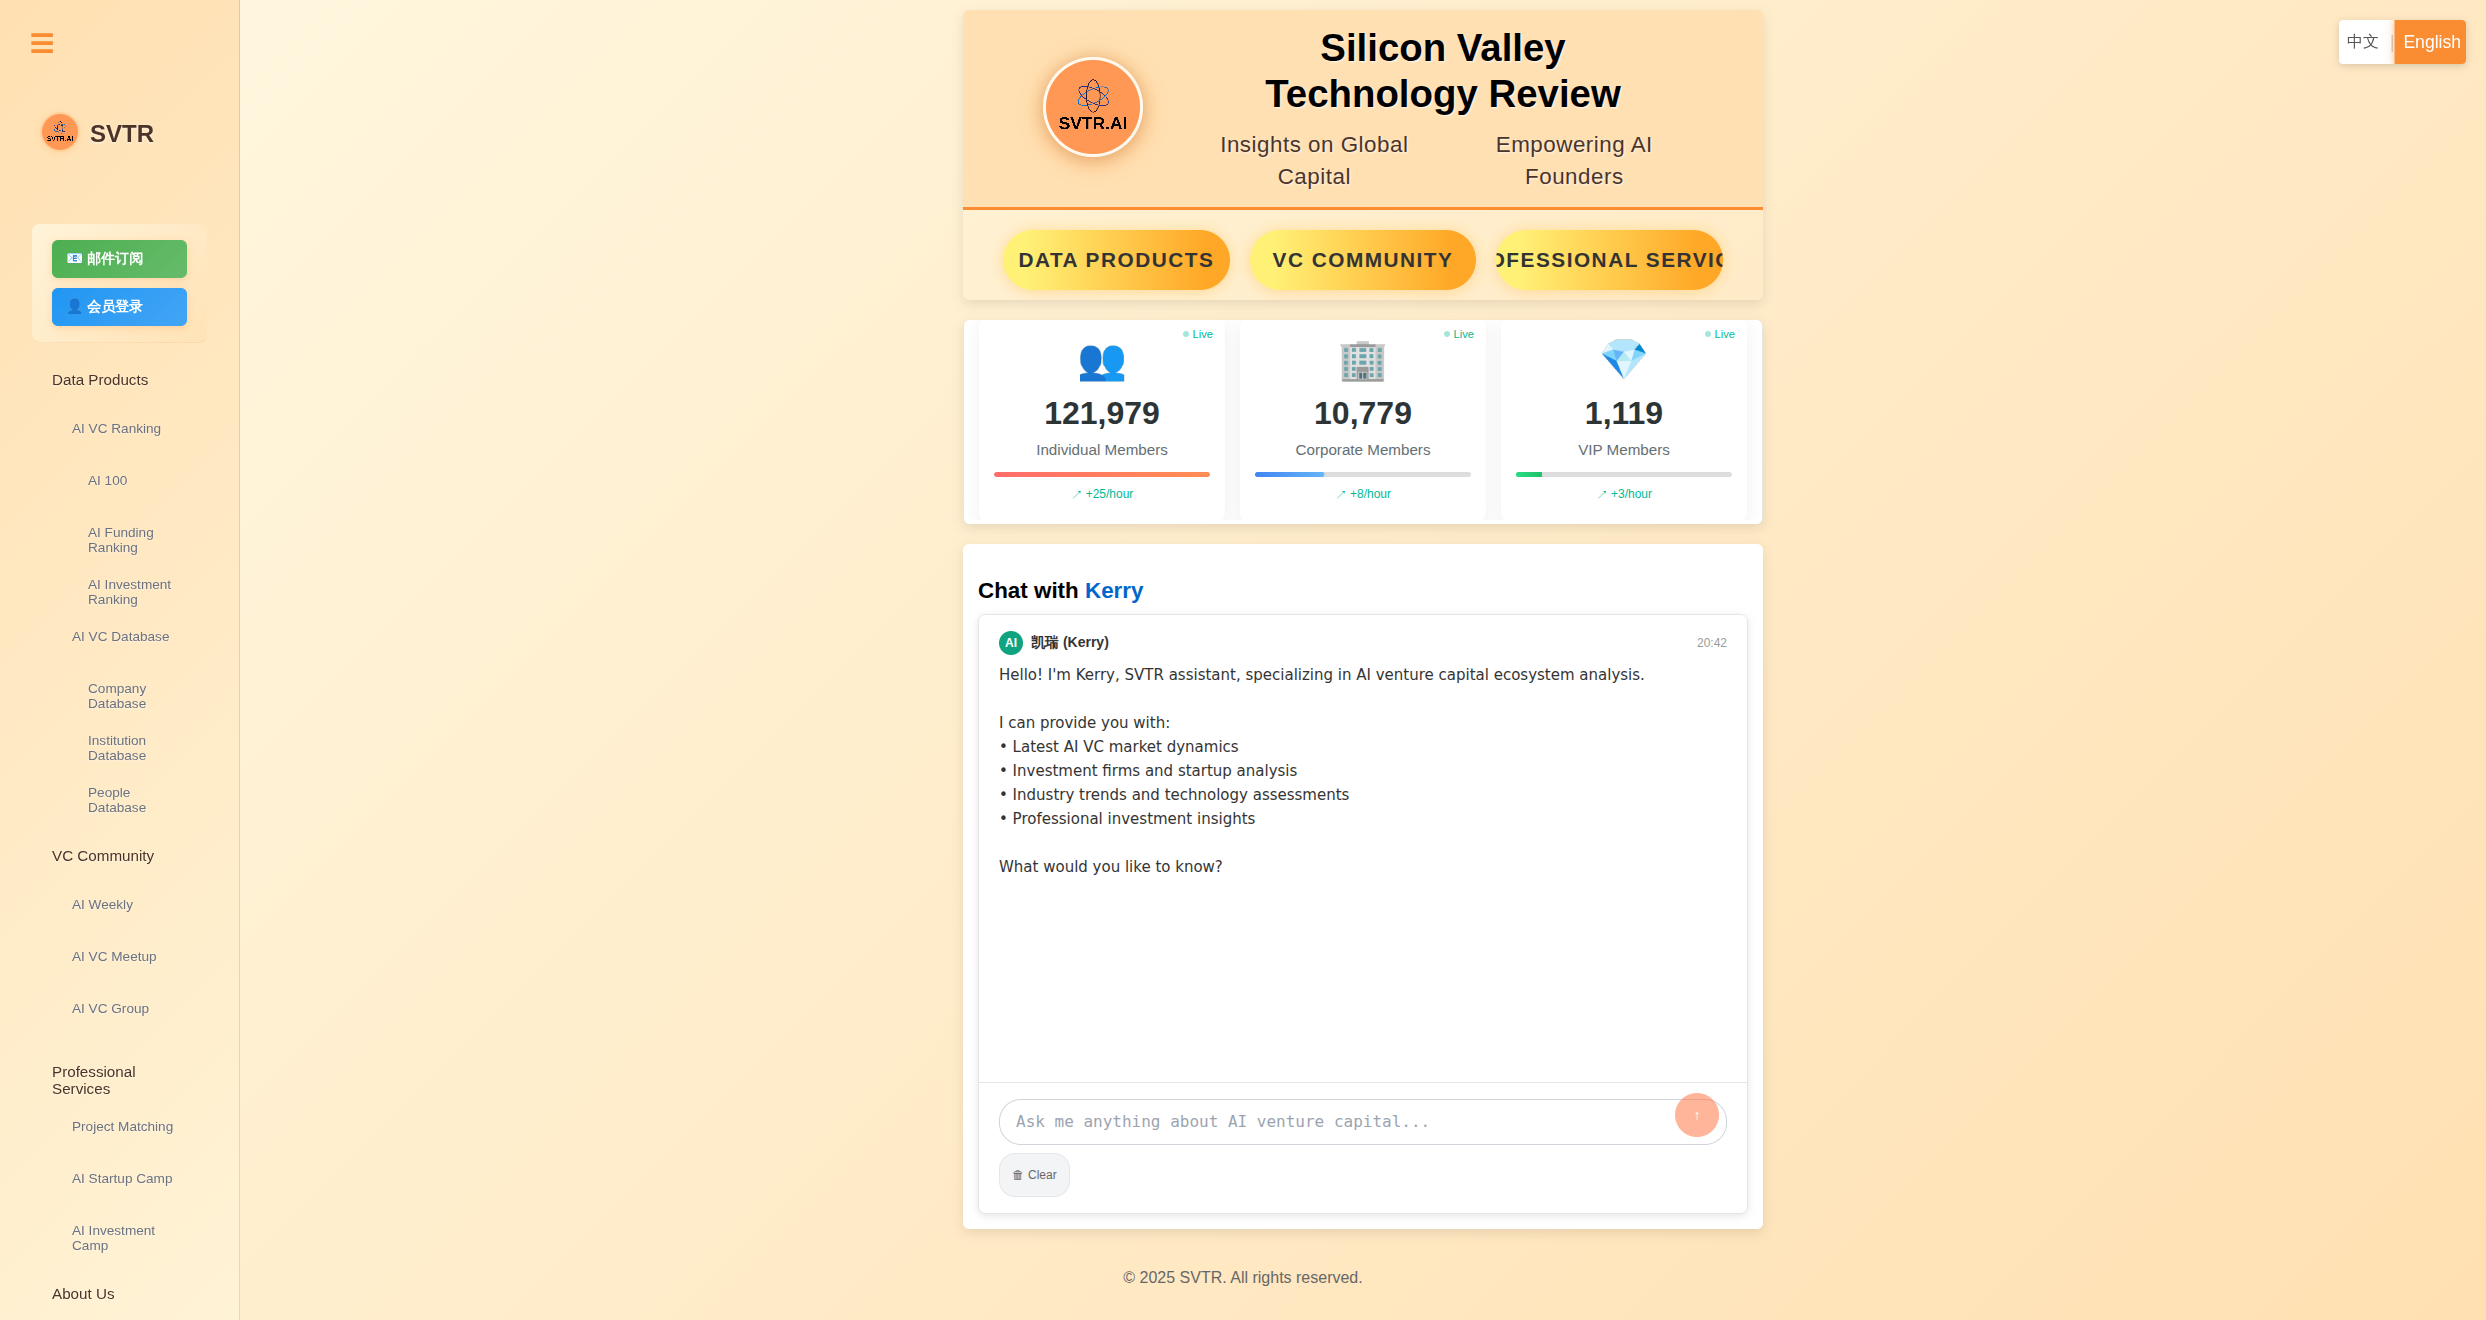 SVTR.AI
SVTR
📧 邮件订阅
👤 会员登录
Data Products
AI VC Ranking
AI 100
AI Funding
Ranking
AI Investment
Ranking
AI VC Database
Company
Database
Institution
Database
People
Database
VC Community
AI Weekly
AI VC Meetup
AI VC Group
Professional
Services
Project Matching
AI Startup Camp
AI Investment
Camp
About Us
SVTR.AI
Silicon Valley
Technology Review
Insights on Global
Capital
Empowering AI
Founders
中文 | English
DATA PRODUCTS
VC COMMUNITY
OFESSIONAL SERVIC
Live
121,979
Individual Members
↗ +25/hour
Live
10,779
Corporate Members
↗ +8/hour
Live
1,119
VIP Members
↗ +3/hour
Chat with Kerry
AI 凯瑞 (Kerry) 20:42
Hello! I'm Kerry, SVTR assistant, specializing in AI venture capital ecosystem analysis.
I can provide you with:
• Latest AI VC market dynamics
• Investment firms and startup analysis
• Industry trends and technology assessments
• Professional investment insights
What would you like to know?
Ask me anything about AI venture capital...
↑
🗑 Clear
© 2025 SVTR. All rights reserved.